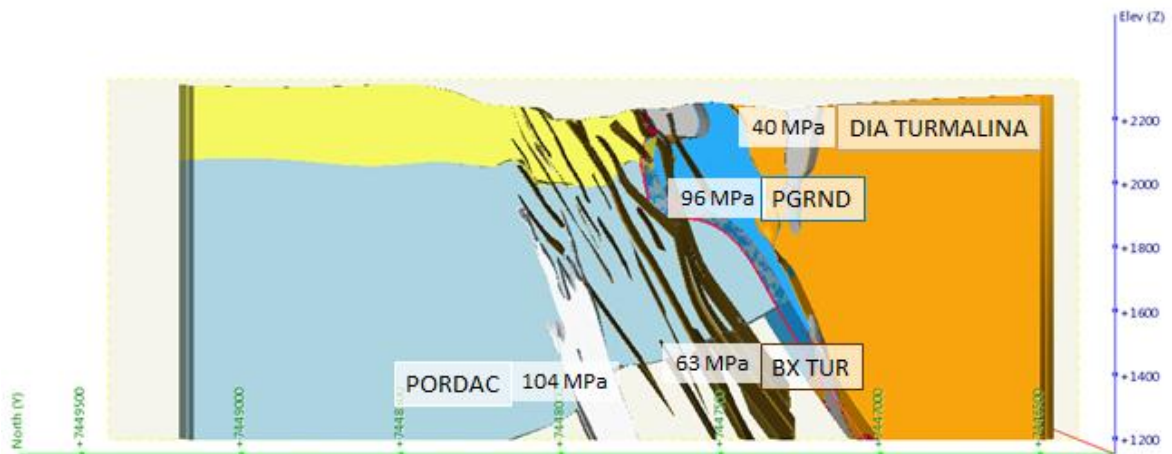 Elev (Z)
+2200
40 MPa DIA TURMALINA
+2000
96 MPa PGRND
+1800
+1600
63 MPa BX TUR
PORDAC 104 MPa
+1400
+1200
North (Y)
+7449500
+7449000
+7447000